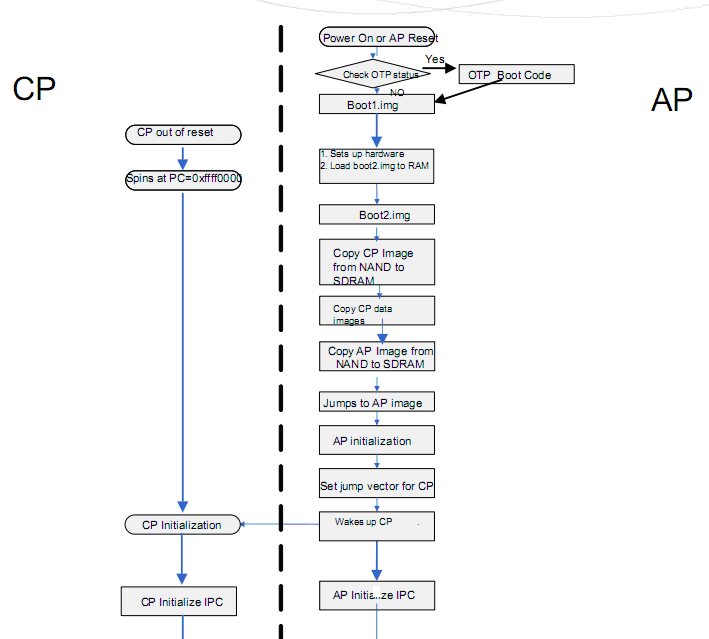 Power On or AP Reset
Yes
CP
Check OTP status
OTP Boot Code
NO
AP
Boot1.img
CP out of reset
1. Sets up hardware
2. Load boot2.img to RAM
Spins at PC=0xffff0000
Boot2.img
Copy CP Image
from NAND to
SDRAM
Copy CP data
images
Copy AP Image from
NAND to SDRAM
Jumps to AP image
AP initialization
Set jump vector for CP
Wakes up CP .
CP Initialization
CP Initialize IPC
AP Initialize IPC